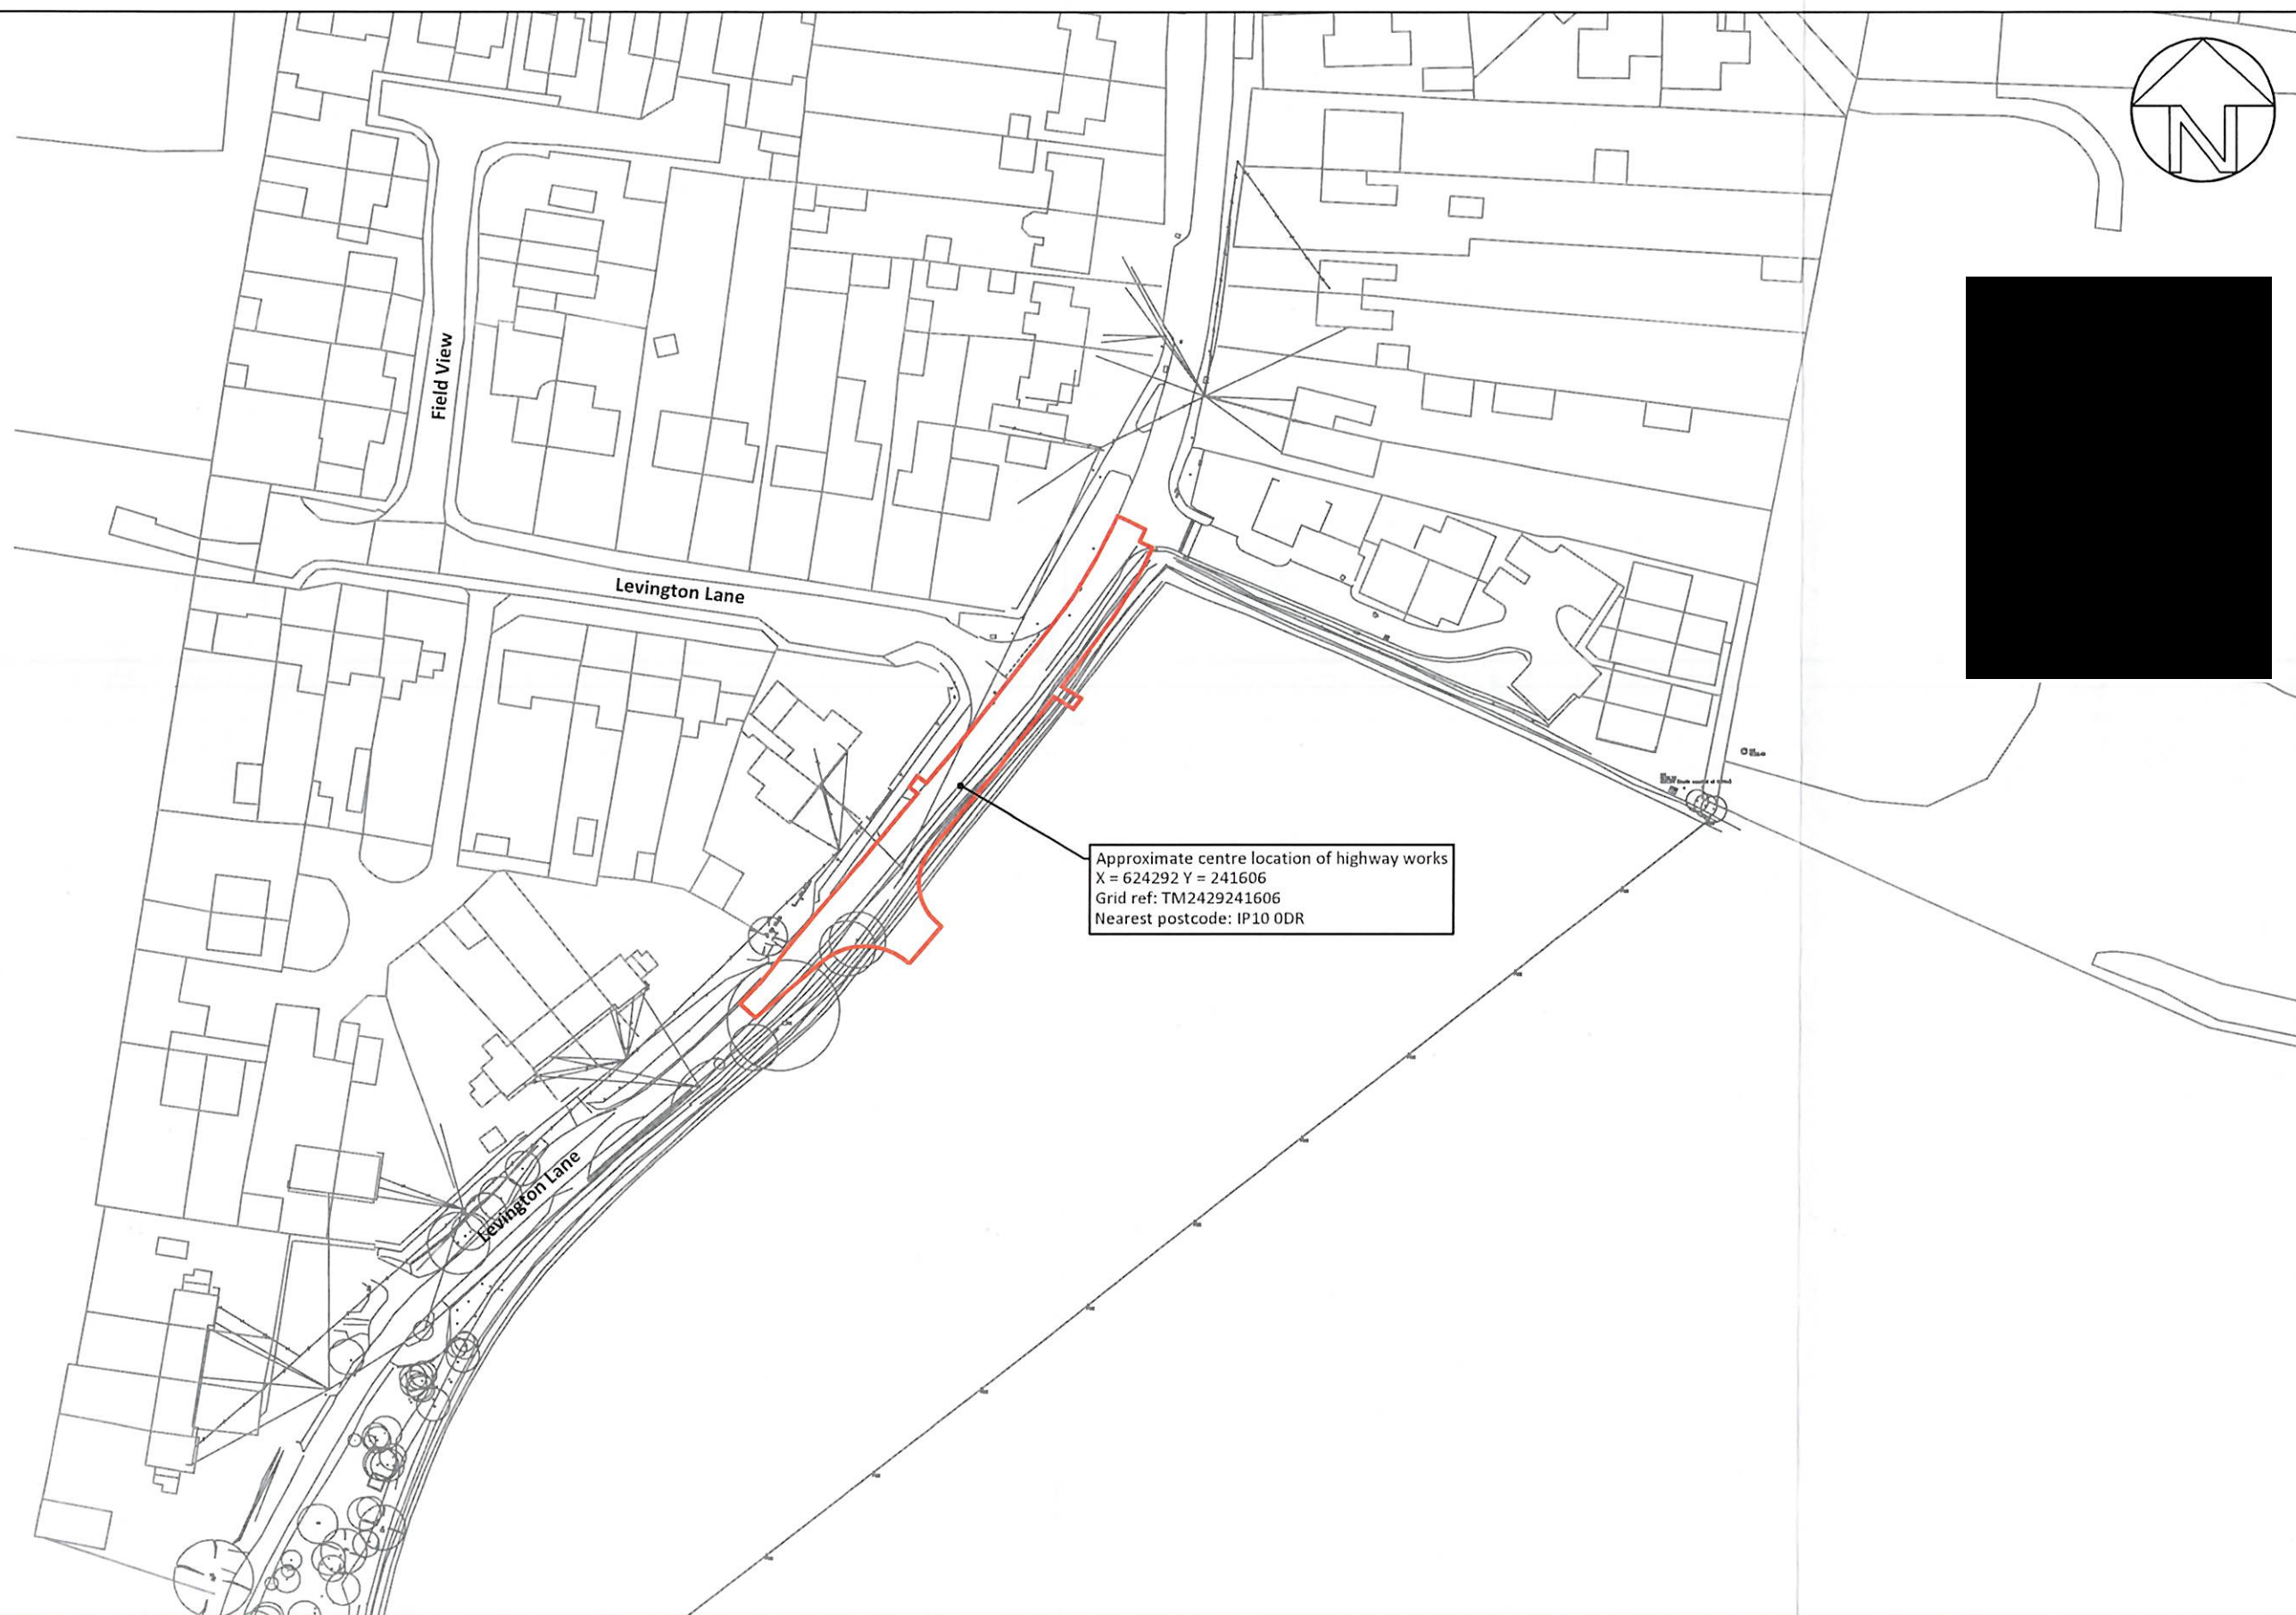 N
Field View
Levington Lane
Approximate centre location of highway works
X = 624292 Y = 241606
Grid ref: TM2429241606
Nearest postcode: IP10 0DR
Levington Lane